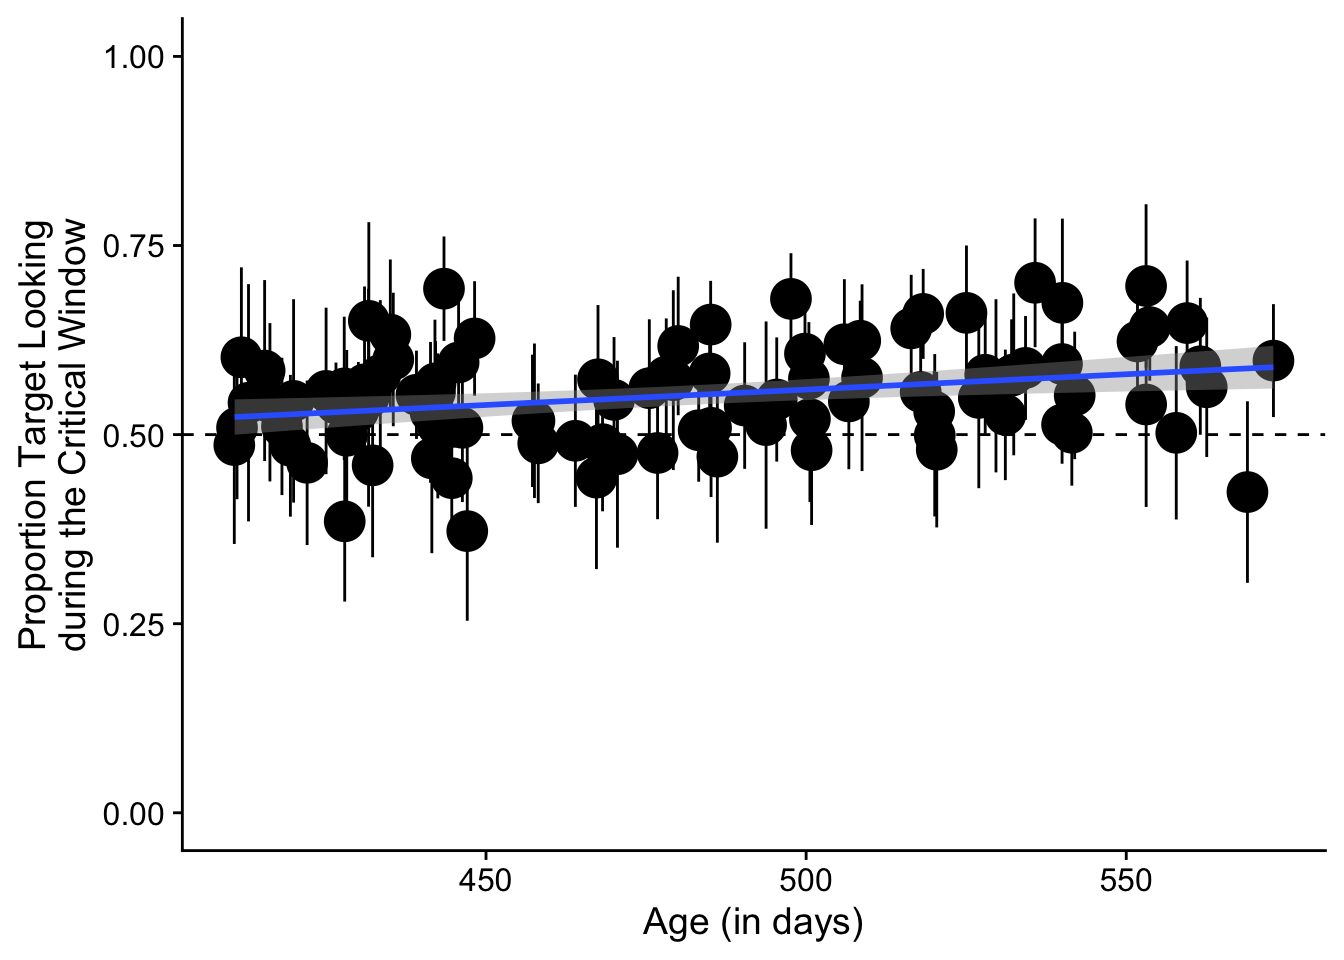 Proportion Target Looking
during the Critical Window
1.00
0.75
0.50
0.25
0.00
450
500
550
Age (in days)